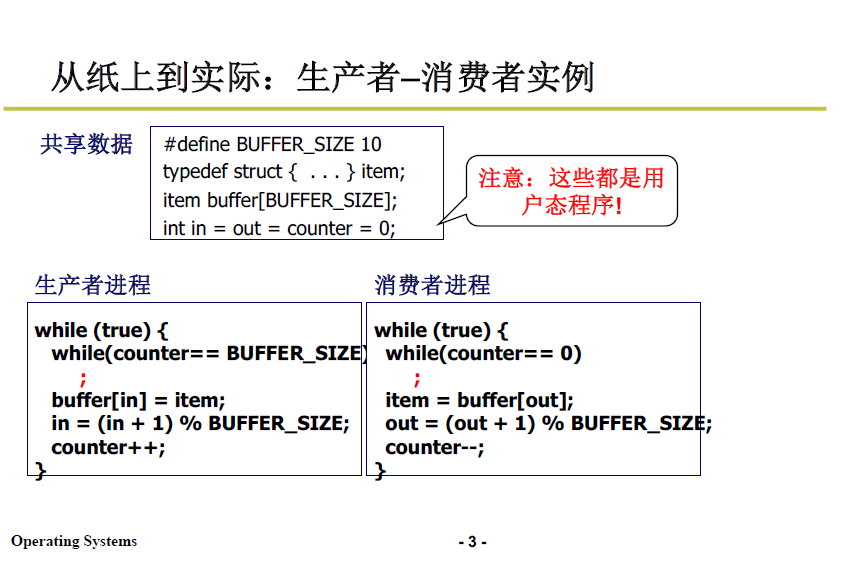 从纸上到实际：生产者–消费者实例
共享数据
#define BUFFER_SIZE 10
typedef struct { . . . } item;
item buffer[BUFFER_SIZE];
int in = out = counter = 0;
注意：这些都是用
户态程序!
生产者进程
while (true) {
while(counter== BUFFER_SIZE)
;
buffer[in] = item;
in = (in + 1) % BUFFER_SIZE;
counter++;
}
消费者进程
while (true) {
while(counter== 0)
;
item = buffer[out];
out = (out + 1) % BUFFER_SIZE;
counter--;
}
Operating Systems
- 3 -